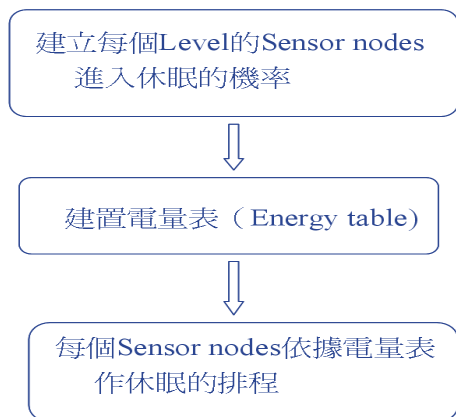 建立每個Level的Sensor nodes
進入休眠的機率
建置電量表（Energy table)
每個Sensor nodes依據電量表
作休眠的排程